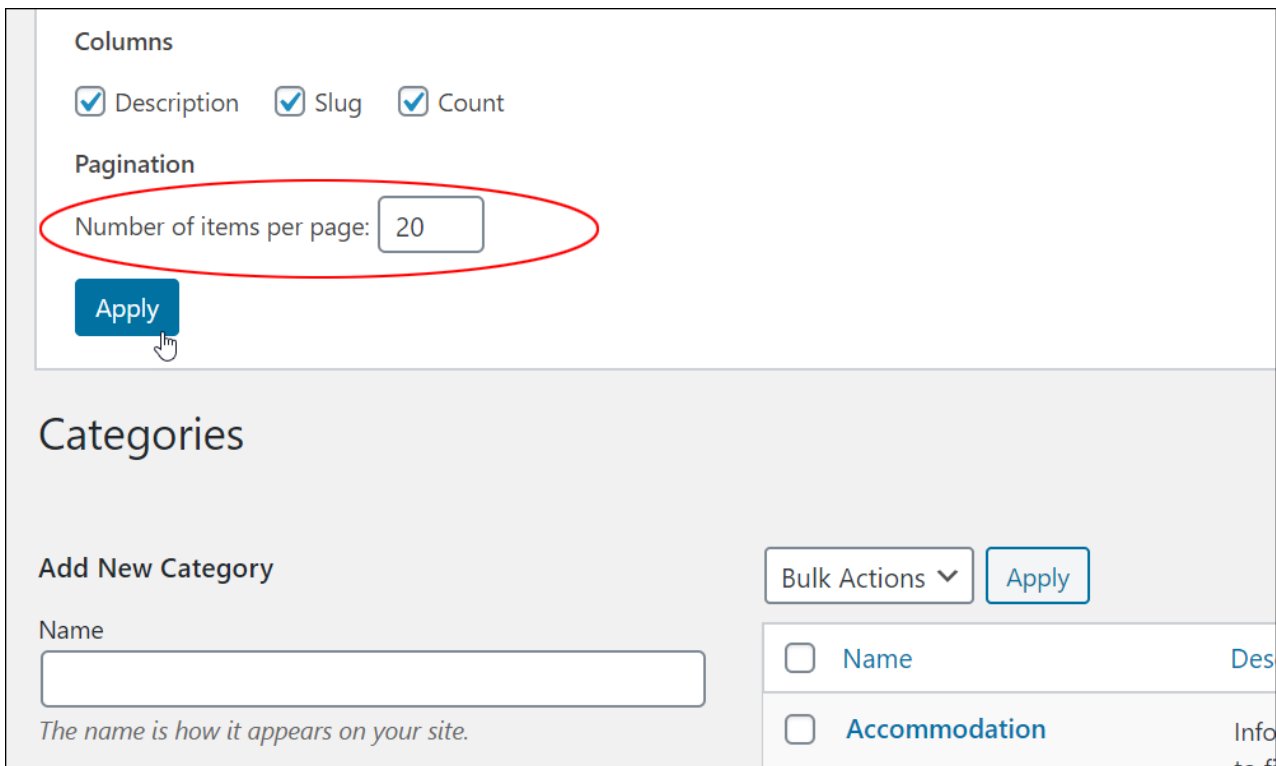 Columns
Description Slug Count
Pagination
Number of items per page: 20
Apply
Categories
Add New Category
Bulk Actions Apply
Name
Name Des
The name is how it appears on your site.
Accommodation Info